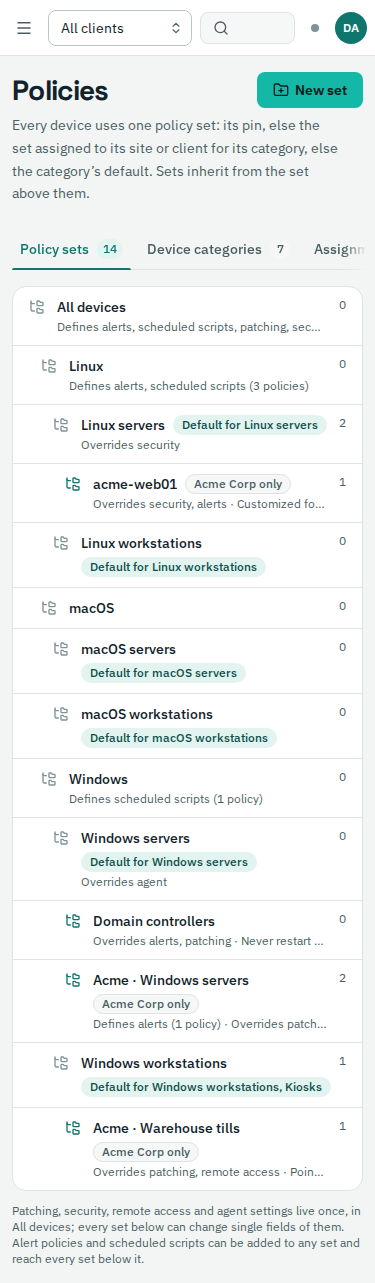 All clients
DA
Policies
New set
Every device uses one policy set: its pin, else the
set assigned to its site or client for its category, else
the category’s default. Sets inherit from the set
above them.
Policy sets 14 Device categories 7 Assignm
All devices 0
Defines alerts, scheduled scripts, patching, sec...
Linux 0
Defines alerts, scheduled scripts (3 policies)
Linux servers Default for Linux servers 2
Overrides security
acme-web01 Acme Corp only 1
Overrides security, alerts · Customized fo...
Linux workstations 0
Default for Linux workstations
macOS 0
macOS servers 0
Default for macOS servers
macOS workstations 0
Default for macOS workstations
Windows 0
Defines scheduled scripts (1 policy)
Windows servers 0
Default for Windows servers
Overrides agent
Domain controllers 0
Overrides alerts, patching · Never restart ...
Acme · Windows servers 2
Acme Corp only
Defines alerts (1 policy) · Overrides patch...
Windows workstations 1
Default for Windows workstations, Kiosks
Acme · Warehouse tills 1
Acme Corp only
Overrides patching, remote access · Poin...
Patching, security, remote access and agent settings live once, in
All devices; every set below can change single fields of them.
Alert policies and scheduled scripts can be added to any set and
reach every set below it.